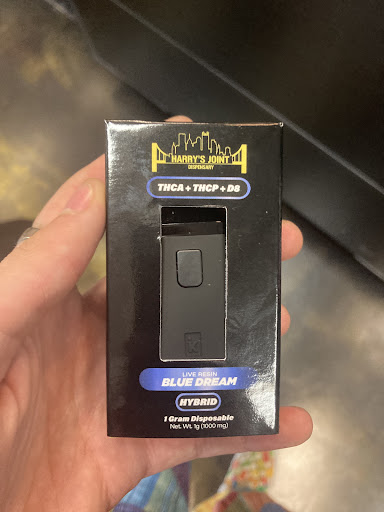 HARRY'S JOINT
DISPENSARY
THCA + THCP + D8
LIVE RESIN
BLUE DREAM
HYBRID
1 Gram Disposable
Net. Wt. 1g (1000 mg)